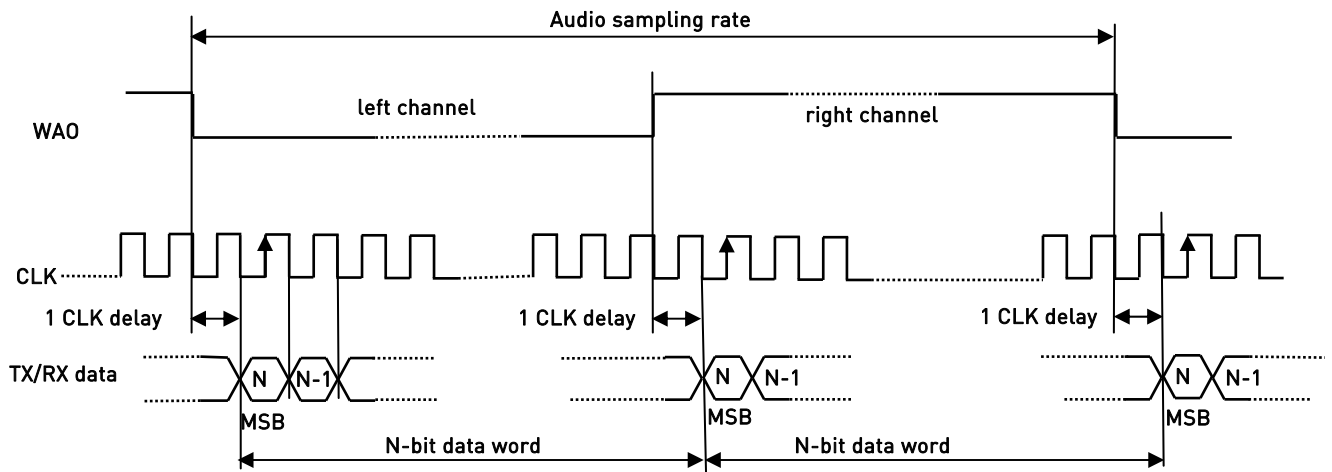 Audio sampling rate
WAO
left channel
right channel
CLK
1 CLK delay
1 CLK delay
1 CLK delay
TX/RX data
N
N-1
N
N-1
N
N-1
MSB
MSB
MSB
N-bit data word
N-bit data word